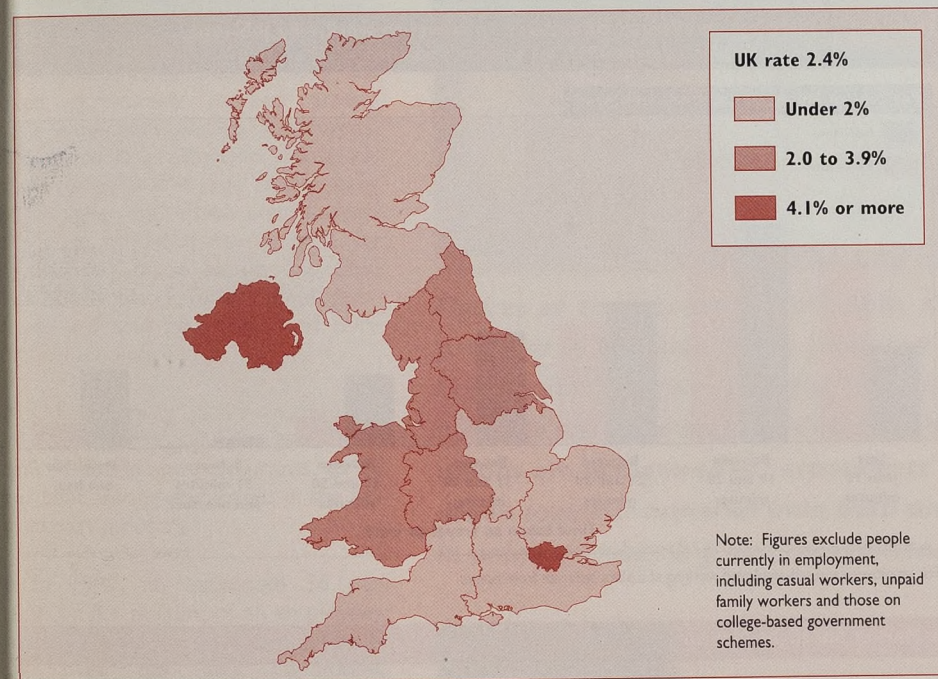 UK rate 2.4%
Under 2%
2.0 to 3.9%
4.1% or more
Note: Figures exclude people
currently in employment,
including casual workers, unpaid
family workers and those on
college-based government
schemes.